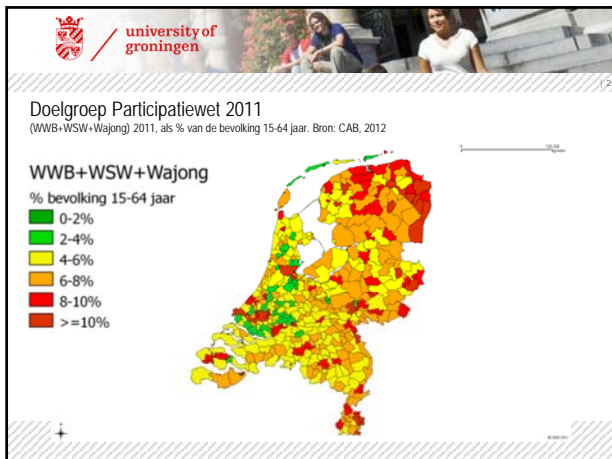 university of
groningen
| 2
Doelgroep Participatiewet 2011
(WWB+WSW+Wajong) 2011, als % van de bevolking 15-64 jaar. Bron: CAB, 2012
0
WWB+WSW+Wajong
% bevolking 15-64 jaar
0-2%
2-4%
4-6%
6-8%
8-10%
>=10%